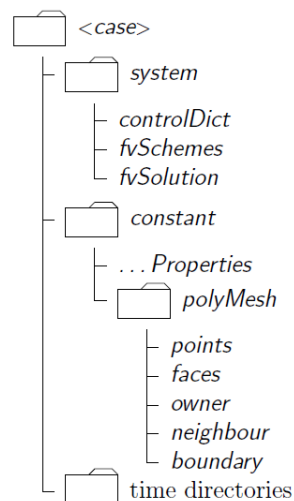 <case>
system
controlDict
fvSchemes
fvSolution
constant
...Properties
polyMesh
points
faces
owner
neighbour
boundary
time directories